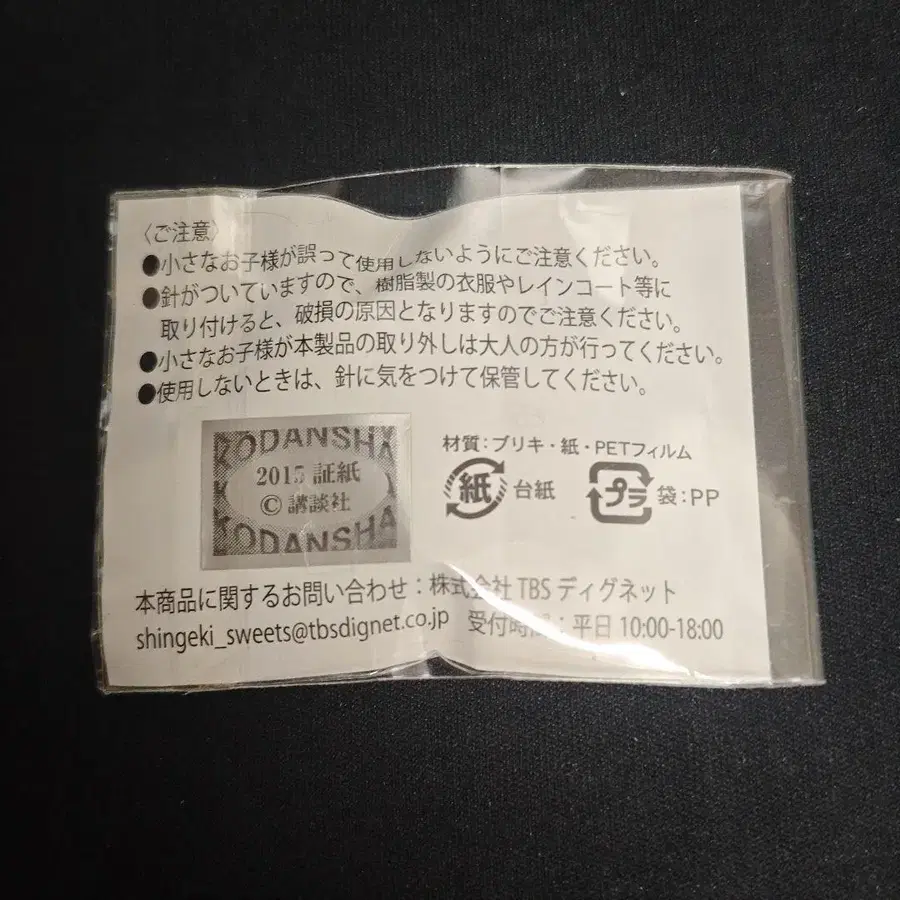 〈ご注意〉
●小さなお子様が誤って使用しないようにご注意ください。
●針がついていますので、樹脂製の衣服やレインコート等に
取り付けると、破損の原因となりますのでご注意ください。
●小さなお子様が本製品の取り外しは大人の方が行ってください。
●使用しないときは、針に気をつけて保管してください。
KODANSHA
2015 証紙
©講談社
KODANSHA
材質：ブリキ・紙・PETフィルム
紙 台紙 プラ 袋：PP
本商品に関するお問い合わせ：株式会社 TBS ディグネット
shingeki_sweets@tbsdignet.co.jp 受付時間：平日 10:00-18:00